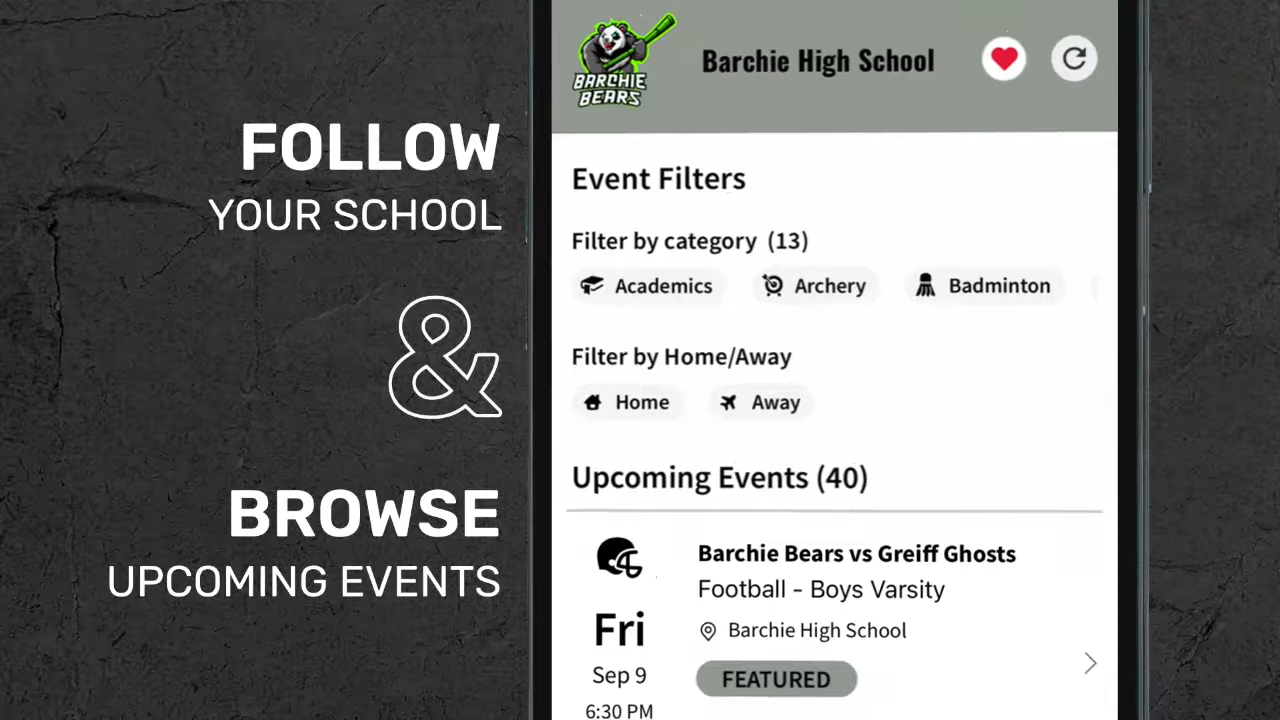 FOLLOW
YOUR SCHOOL
&
BROWSE
UPCOMING EVENTS
BARCHIE
BEARS
Barchie High School
Event Filters
Filter by category (13)
Academics Archery Badminton
Filter by Home/Away
Home Away
Upcoming Events (40)
Barchie Bears vs Greiff Ghosts
Football - Boys Varsity
Fri
Barchie High School
Sep 9
FEATURED
6:30 PM